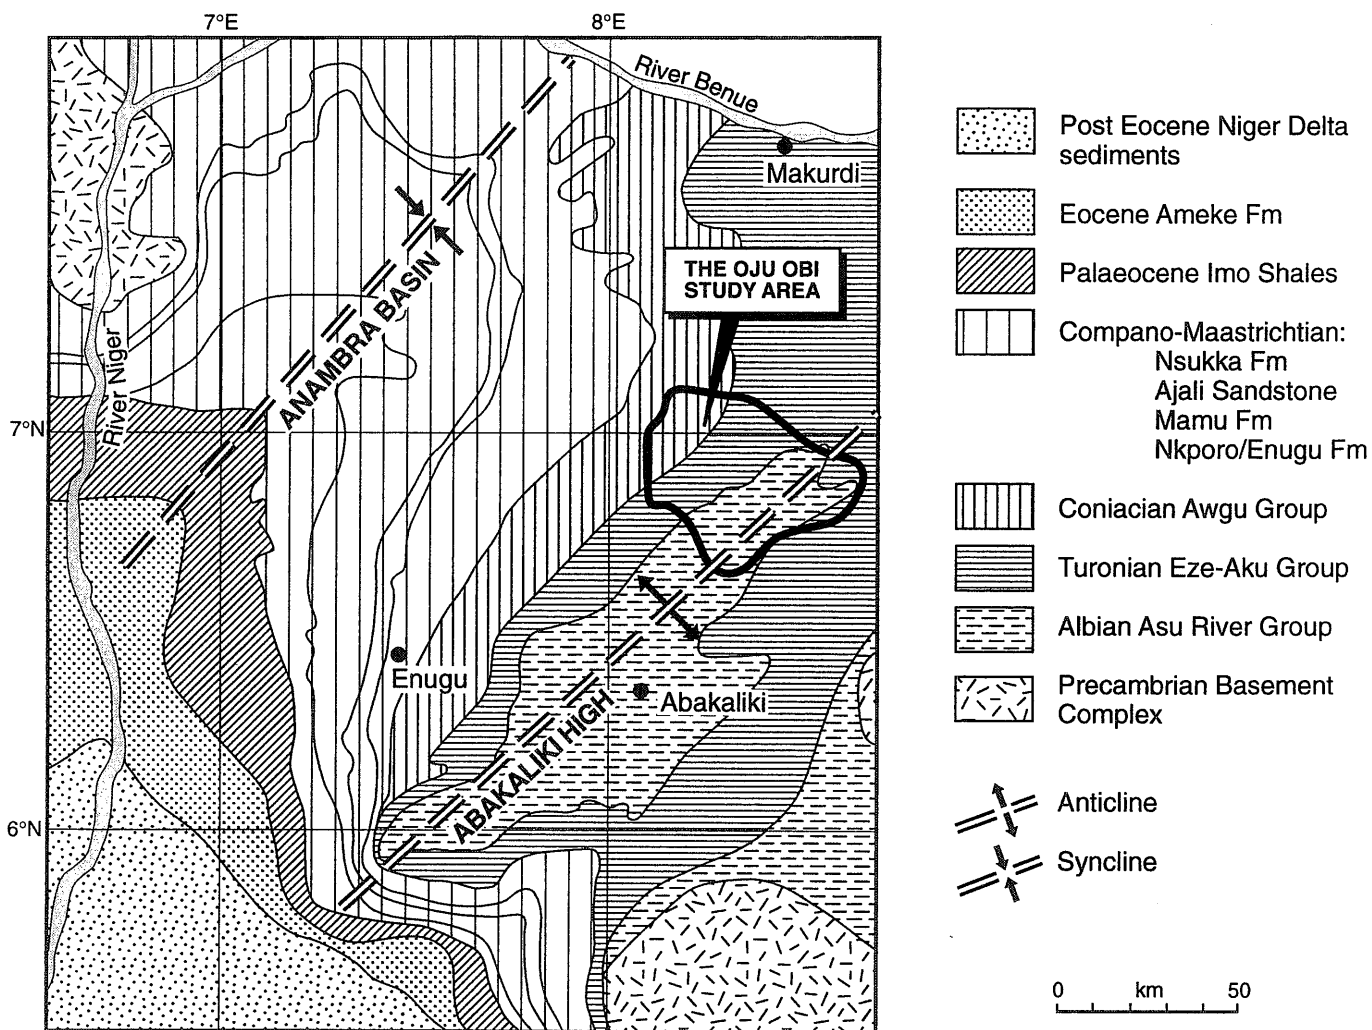 7°E
8°E
River Benue
Makurdi
THE OJU OBI
STUDY AREA
ANAMBRA BASIN
River Niger
7°N
Enugu
Abakaliki
ABAKALIKI HIGH
6°N
Post Eocene Niger Delta
sediments
Eocene Ameke Fm
Palaeocene Imo Shales
Compano-Maastrichtian:
Nsukka Fm
Ajali Sandstone
Mamu Fm
Nkporo/Enugu Fm
Coniacian Awgu Group
Turonian Eze-Aku Group
Albian Asu River Group
Precambrian Basement
Complex
Anticline
Syncline
0 km 50